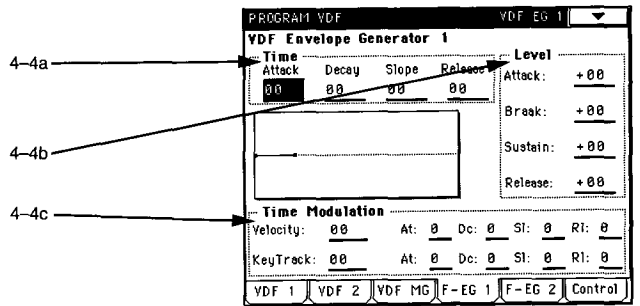 PROGRAM VDF VDF EG 1
VDF Envelope Generator 1
4-4a
Time
Attack Decay Slope Release
00 00 00 00
Level
Attack: +00
Break: +00
Sustain: +00
Release: +00
4-4b
4-4c
Time Modulation
Velocity: 00 At: 0 Dc: 0 Sl: 0 Rl: 0
KeyTrack: 00 At: 0 Dc: 0 Sl: 0 Rl: 0
VDF 1 VDF 2 VDF MG F-EG 1 F-EG 2 Control